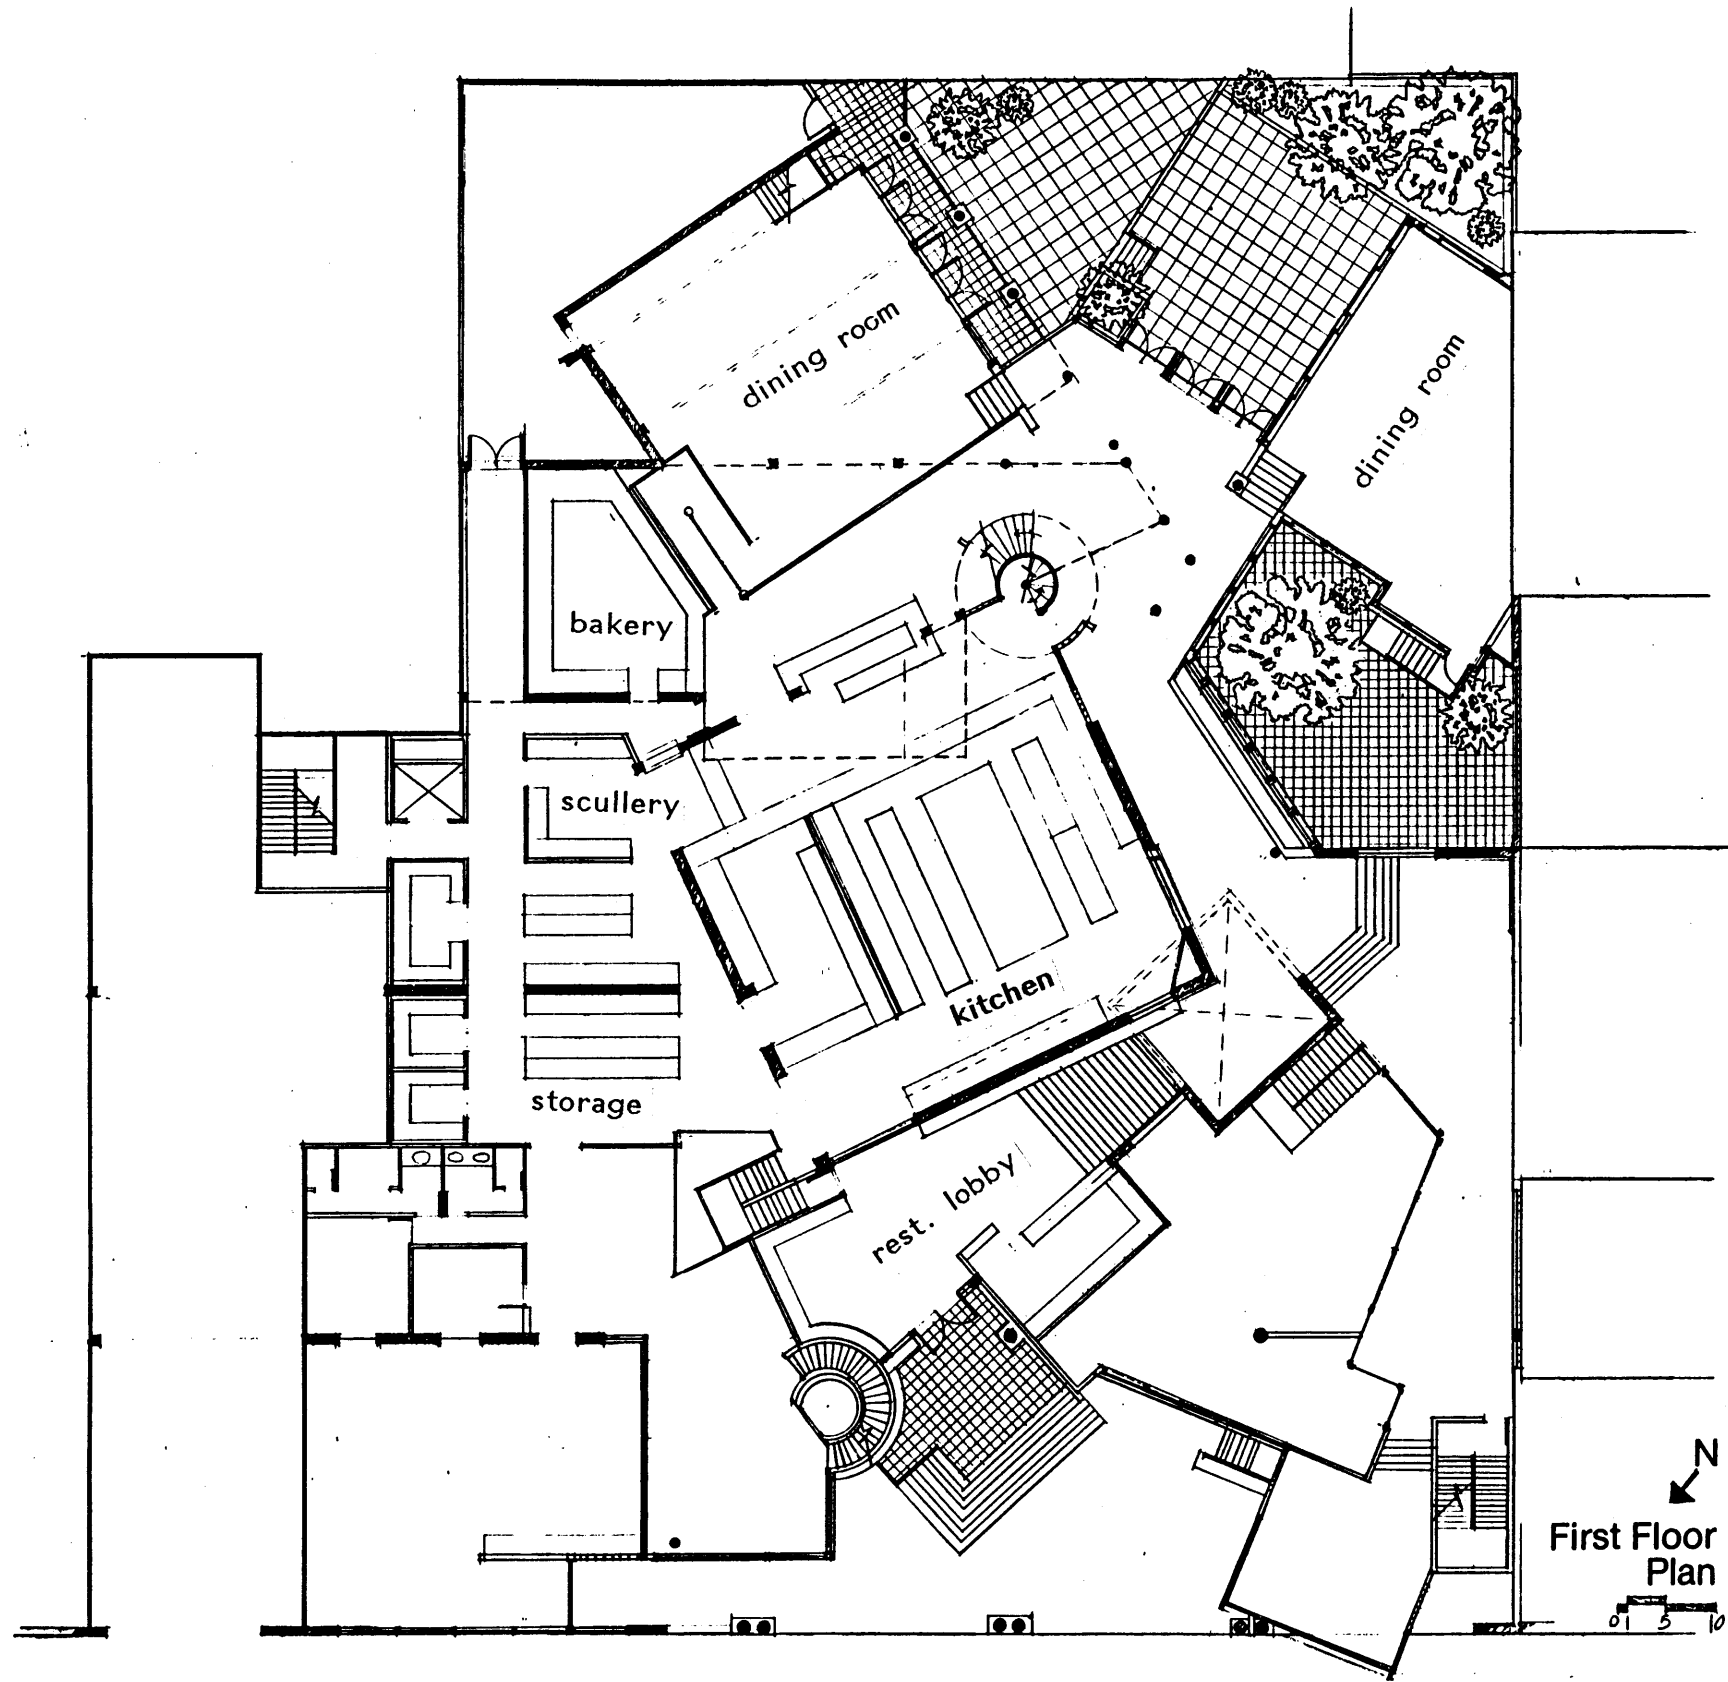 dining room
dining room
bakery
scullery
kitchen
storage
rest. lobby
N
First Floor
Plan
0 1 5 10